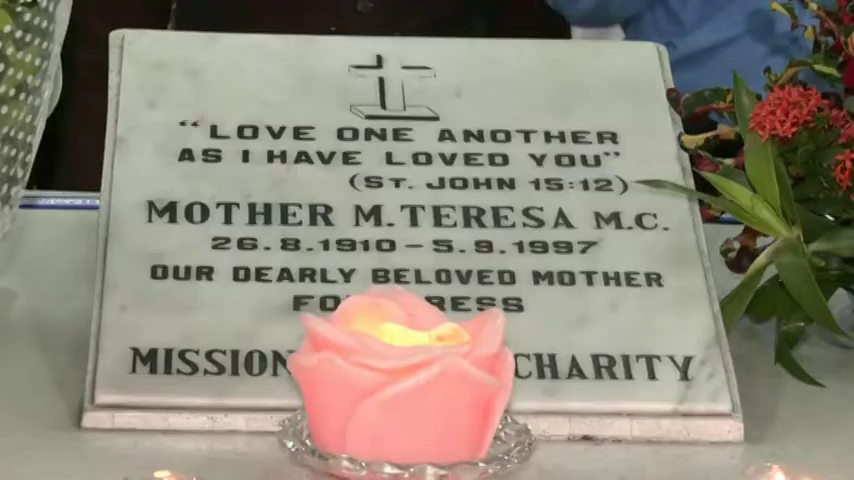 “LOVE ONE ANOTHER
AS I HAVE LOVED YOU”
(ST. JOHN 15:12)
MOTHER M. TERESA M.C.
26.8.1910–5.9.1997
OUR DEARLY BELOVED MOTHER
CHARITY